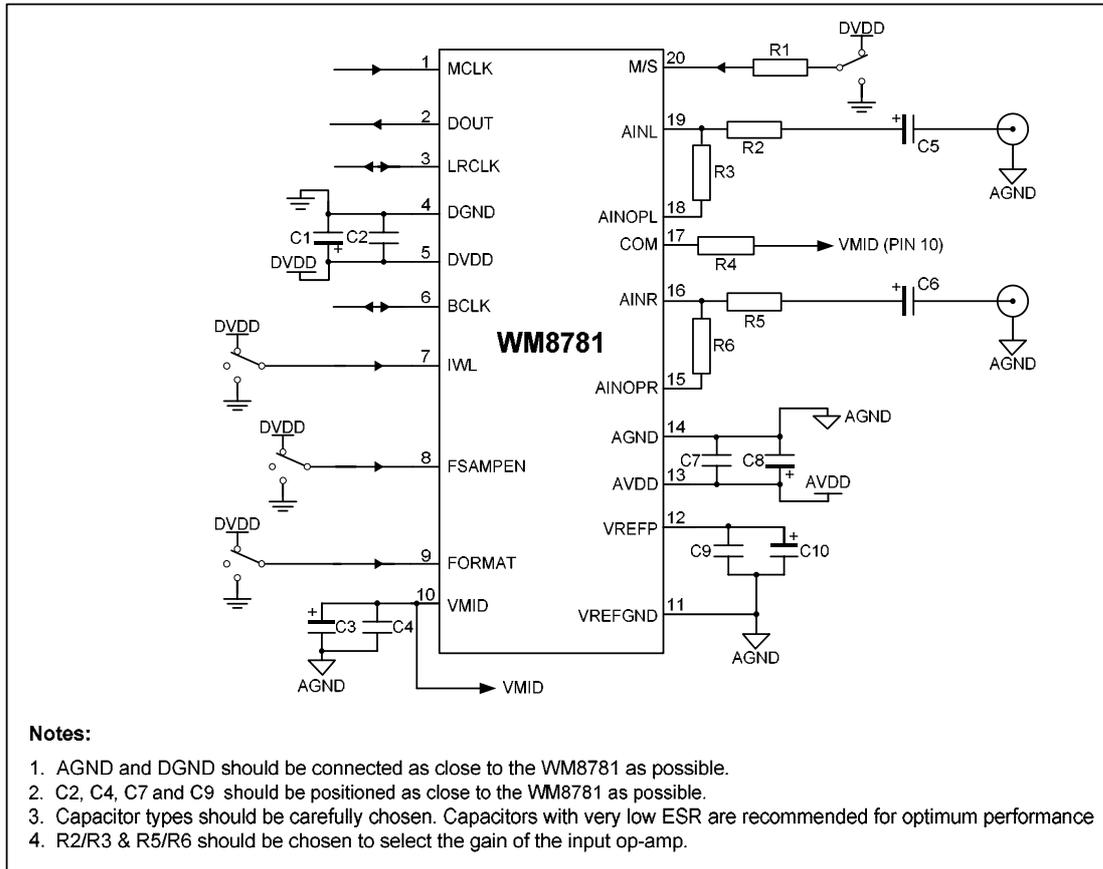 DVDD
R1
20
M/S
1
MCLK
2
DOUT
19
AINL
R2
+
C5
AGND
3
LRCLK
R3
4
DGND
18
AINOPL
C1
+
C2
17
COM
R4
VMID (PIN 10)
DVDD
5
DVDD
6
BCLK
16
AINR
R5
+
C6
AGND
WM8781
R6
DVDD
7
IWL
15
AINOPR
14
AGND
AGND
C7
C8
+
DVDD
8
FSAMPEN
13
AVDD
AVDD
12
VREFP
C9
+
C10
DVDD
9
FORMAT
10
VMID
+
C3
C4
AGND
11
VREFGND
AGND
VMID
Notes:
1. AGND and DGND should be connected as close to the WM8781 as possible.
2. C2, C4, C7 and C9 should be positioned as close to the WM8781 as possible.
3. Capacitor types should be carefully chosen. Capacitors with very low ESR are recommended for optimum performance
4. R2/R3 & R5/R6 should be chosen to select the gain of the input op-amp.